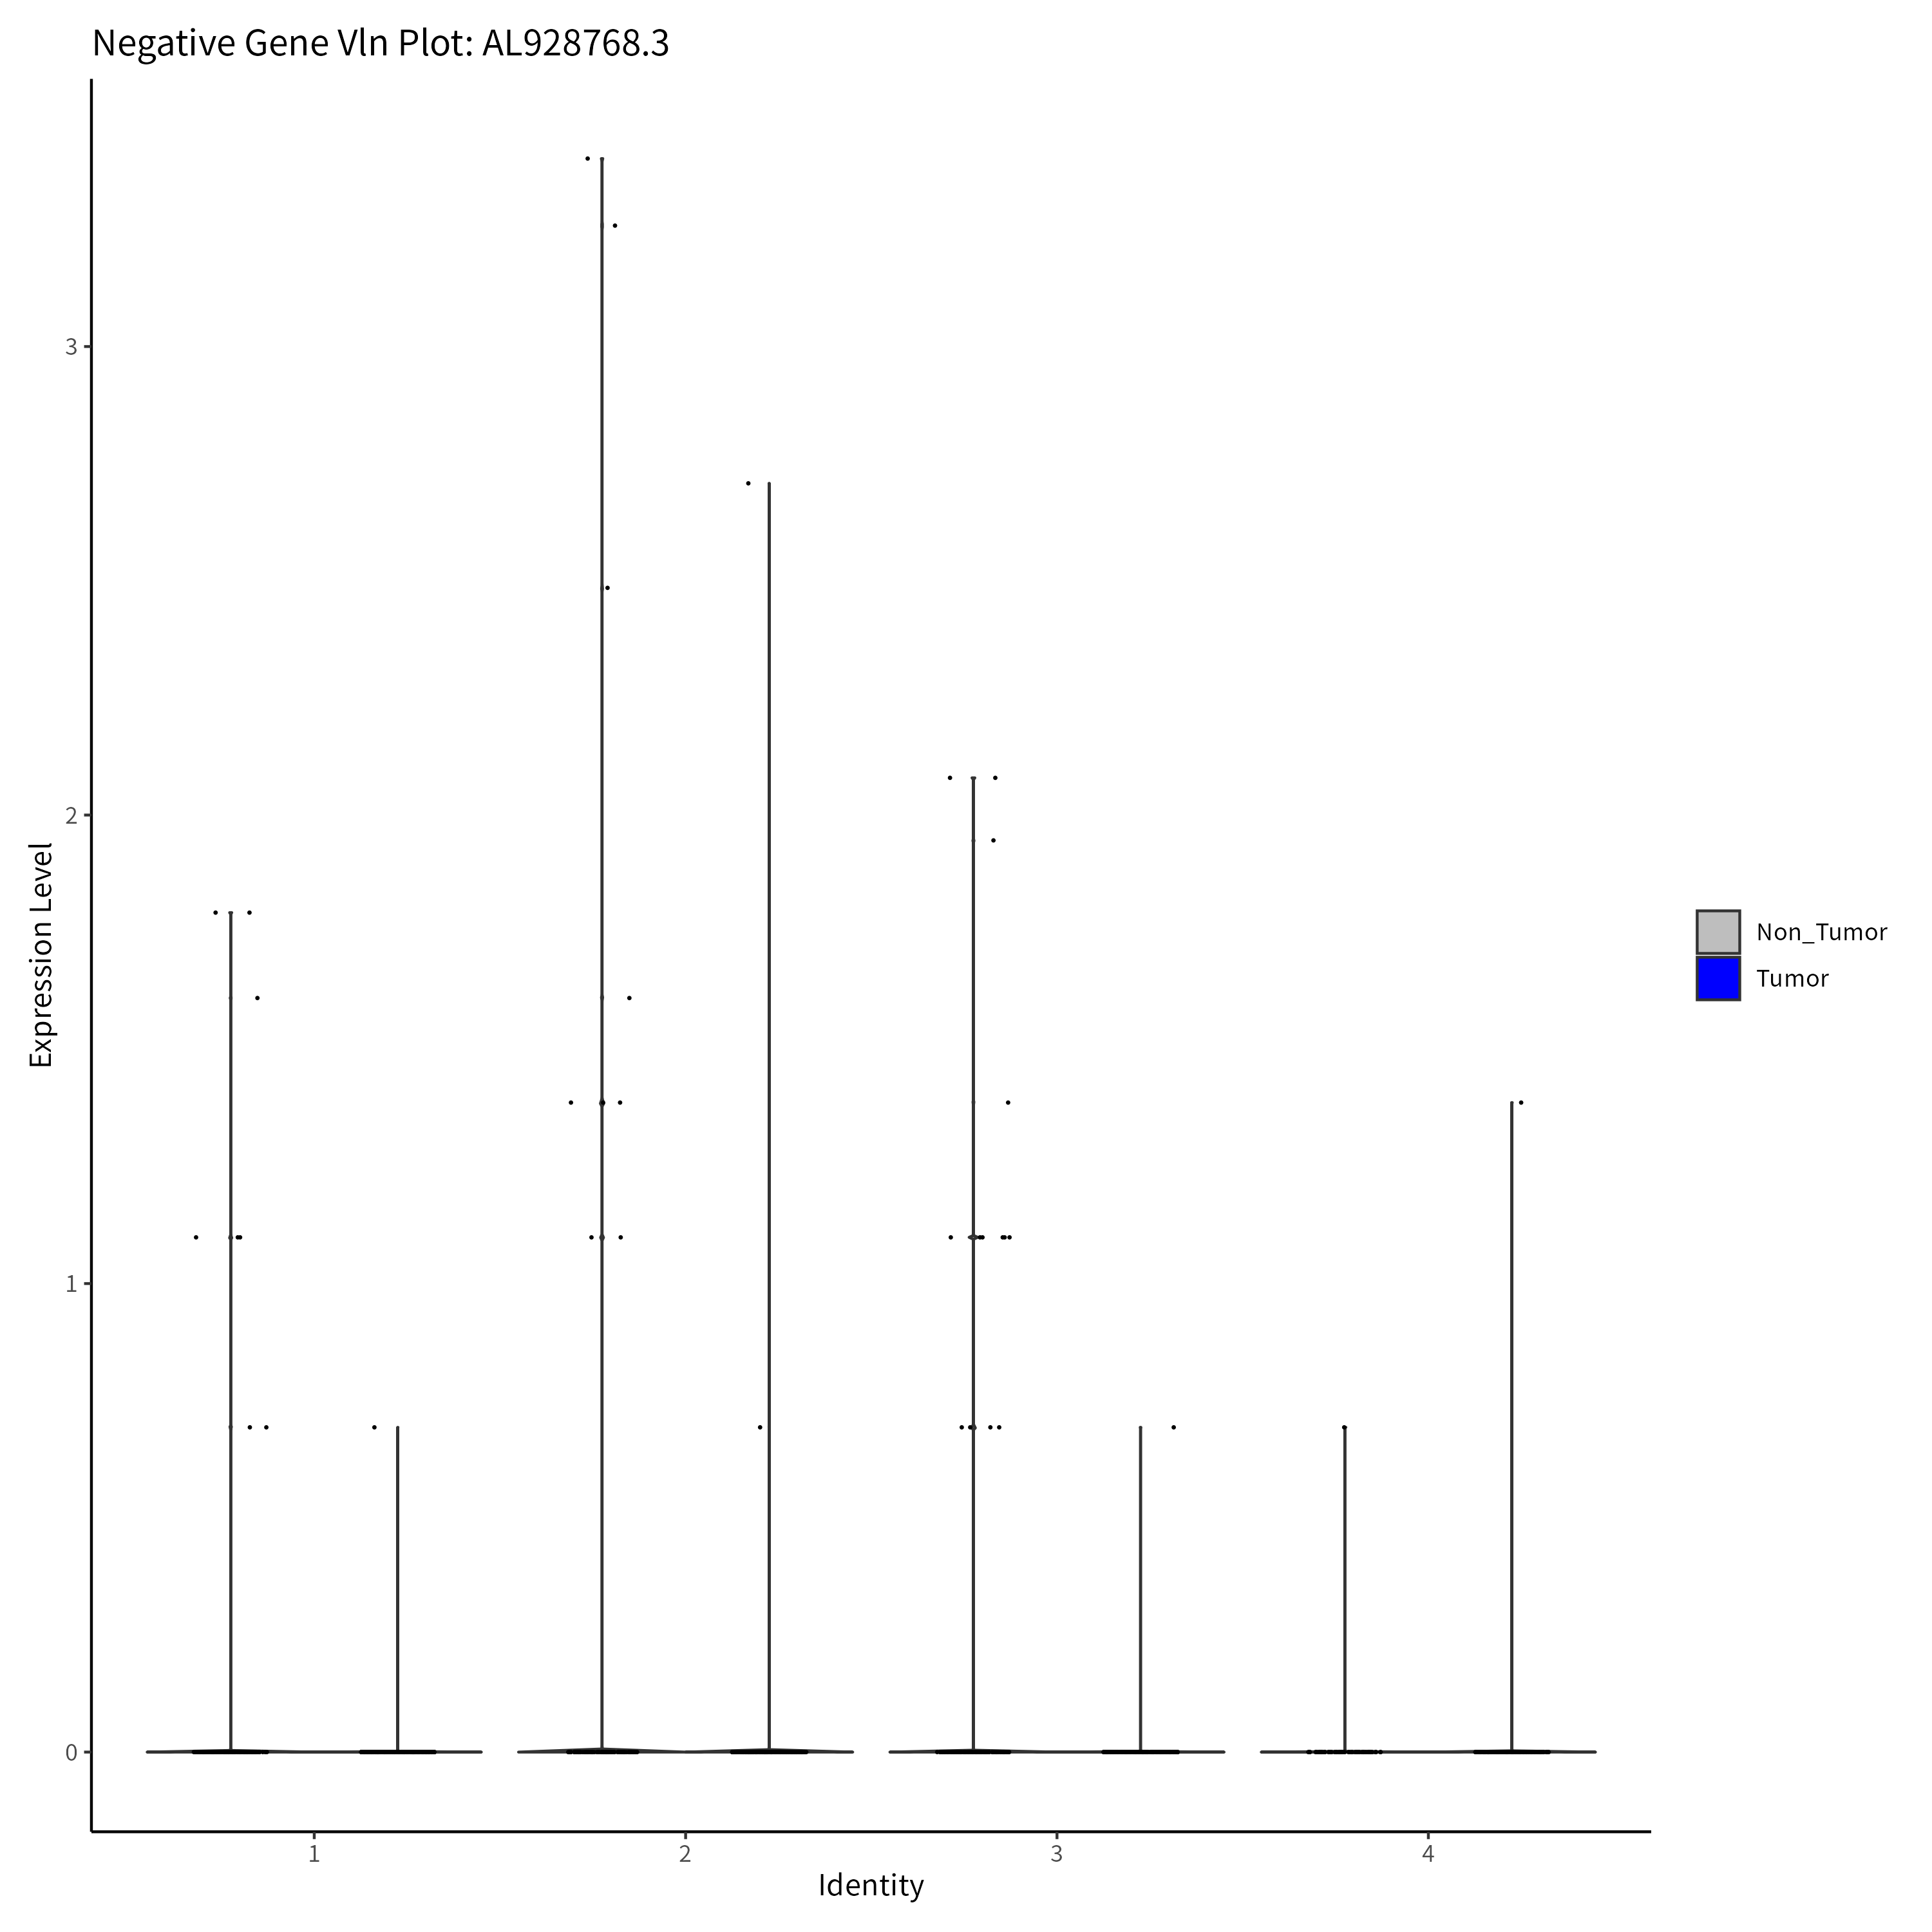 Negative Gene Vln Plot: AL928768.3
Expression Level
3
2
1
0
1
2
3
4
Identity
Non_Tumor
Tumor